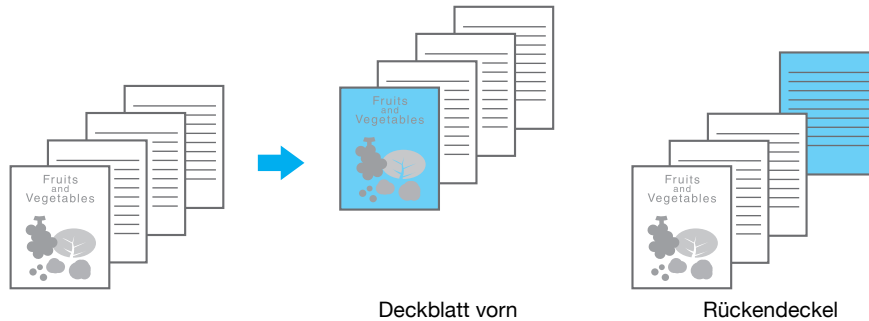 Fruits
and
Vegetables
Fruits
and
Vegetables
Deckblatt vorn
Fruits
and
Vegetables
Rückendeckel